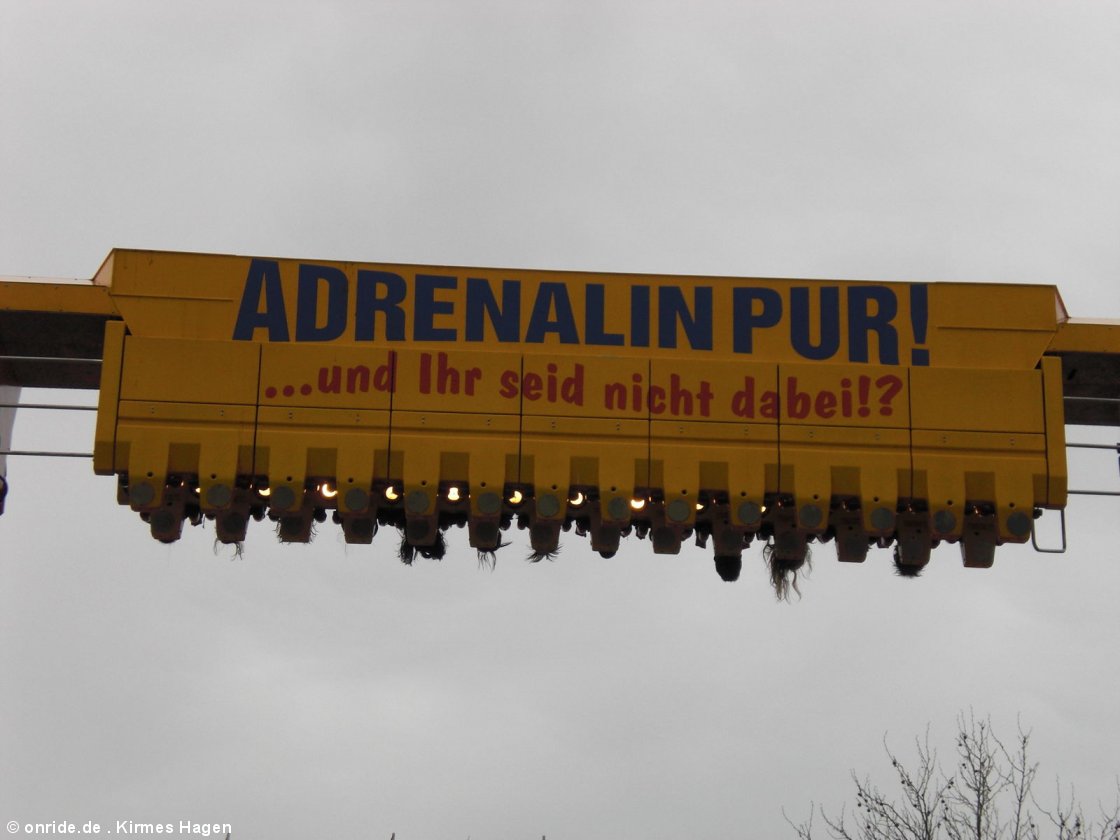 ADRENALIN PUR!
...und Ihr seid nicht dabei!?
© onride.de . Kirmes Hagen